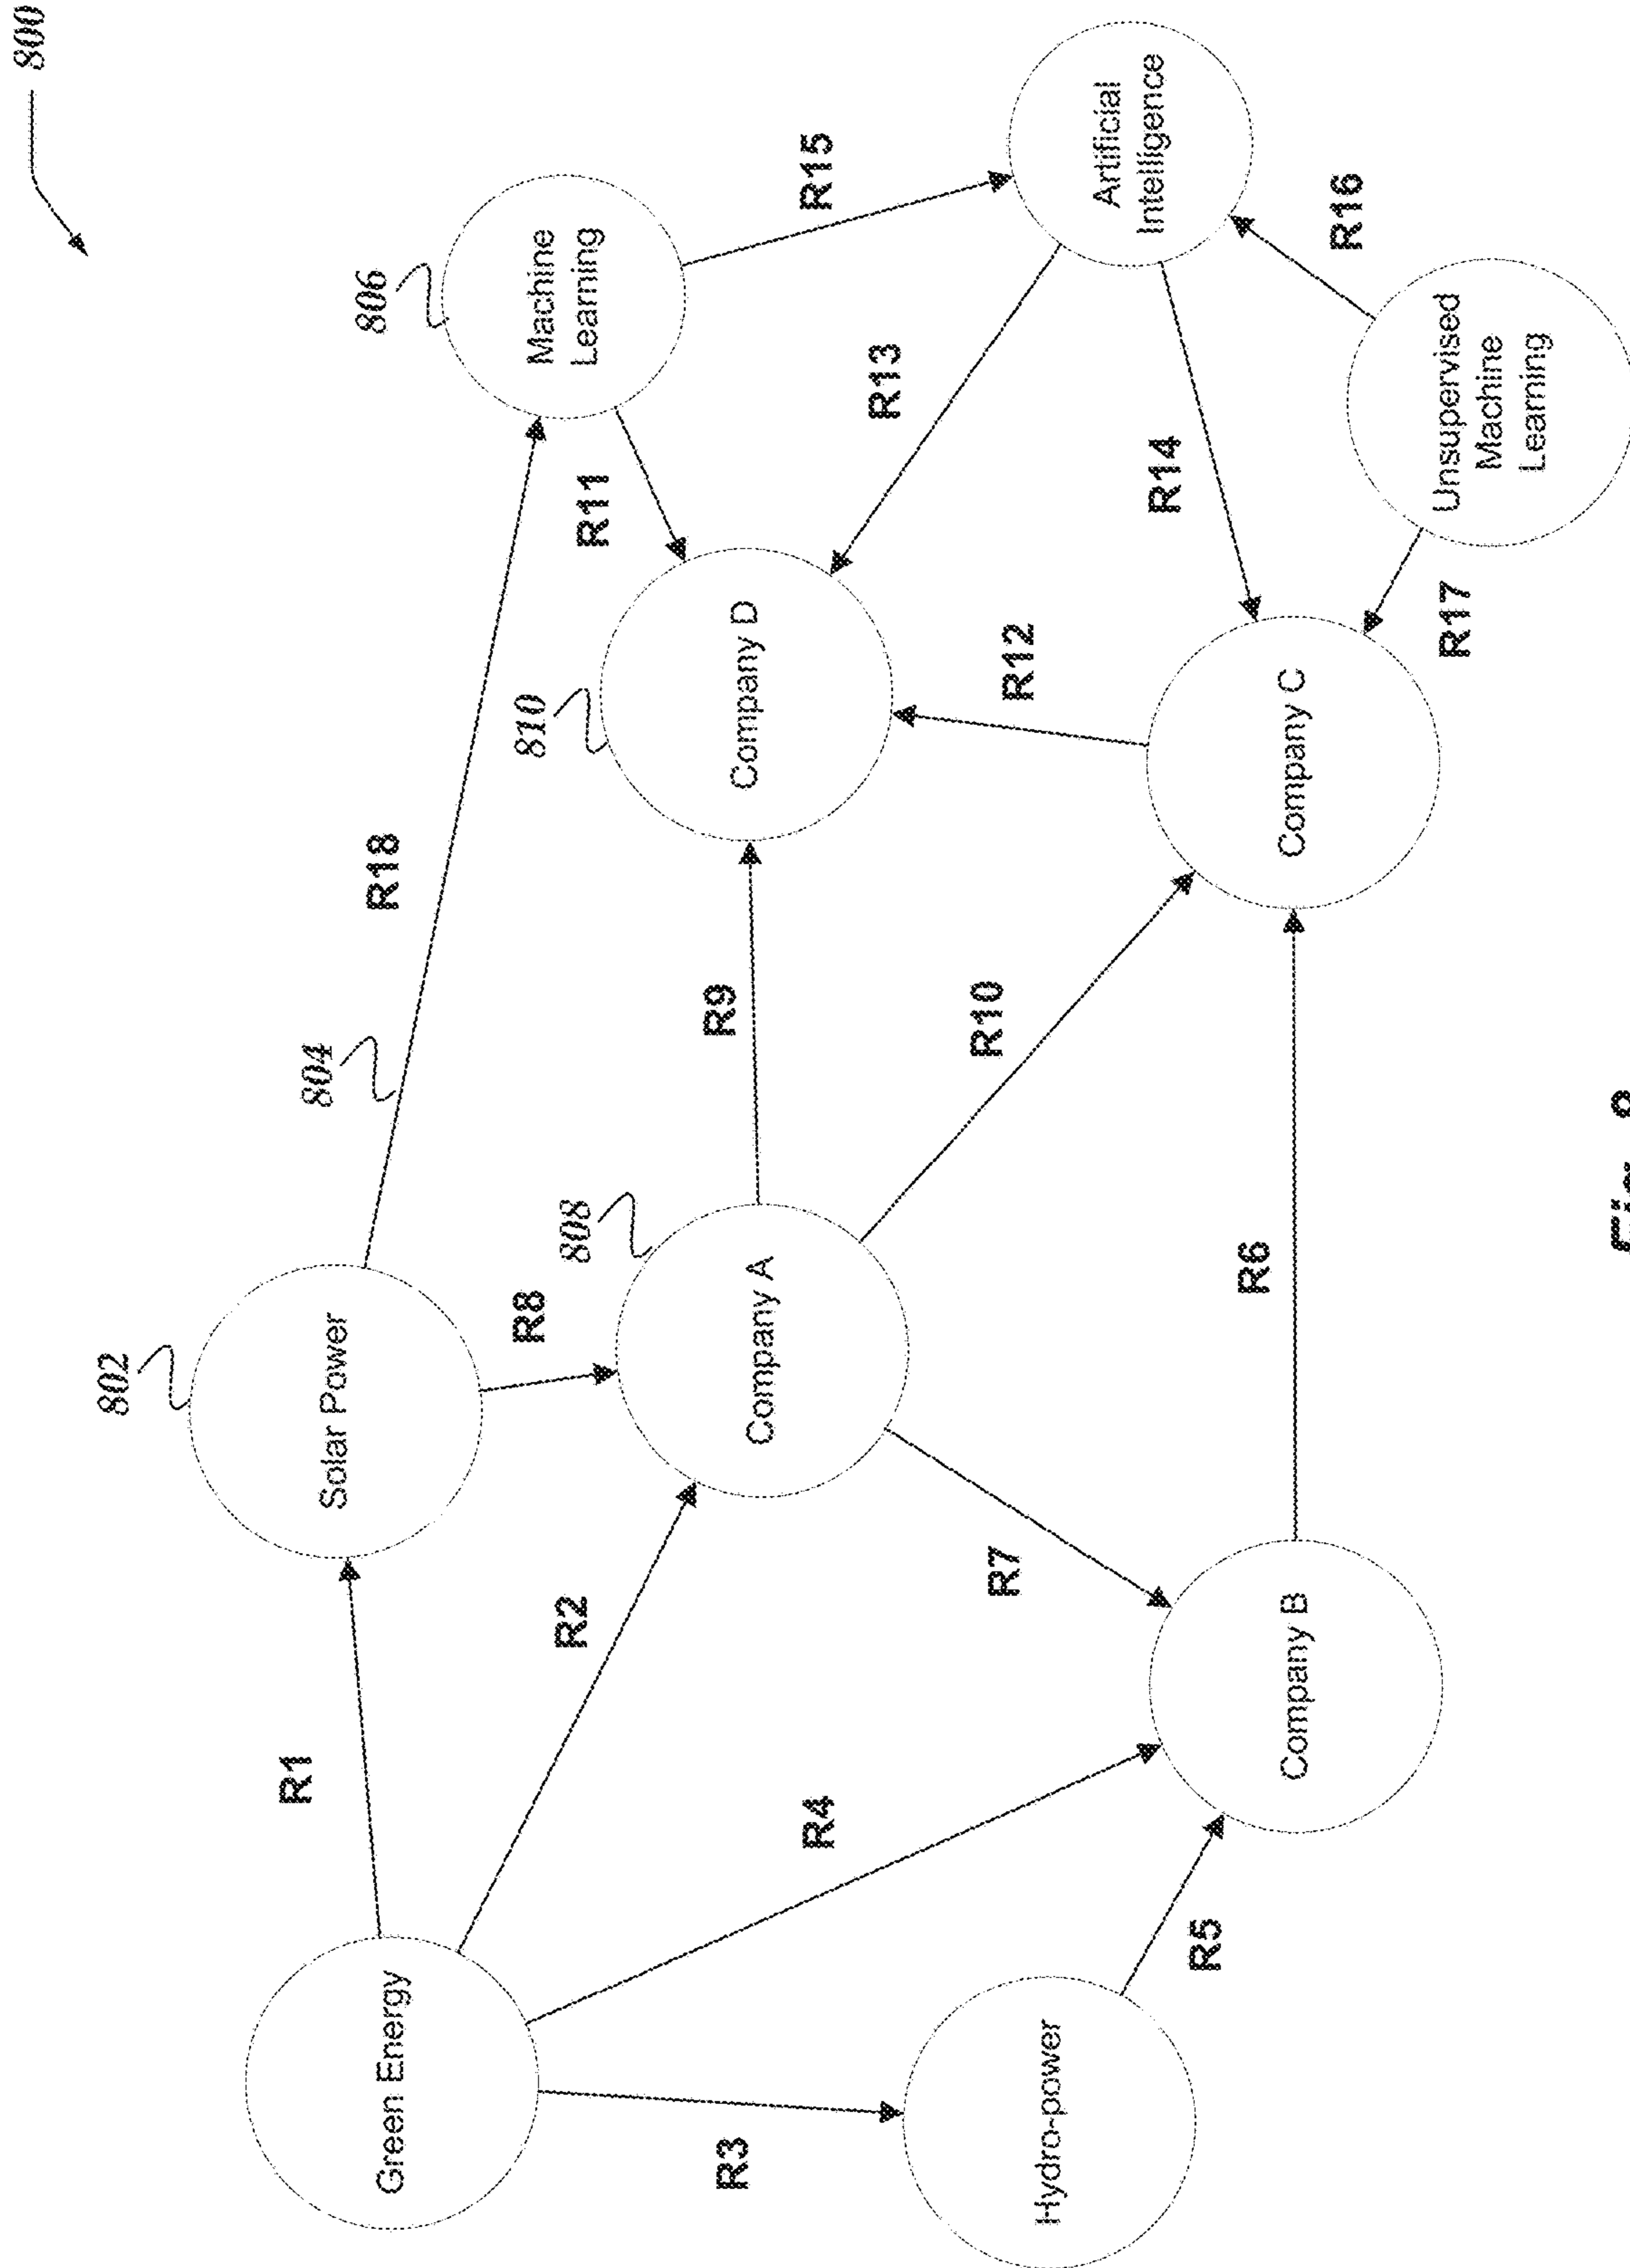 800
Green Energy
R1
802
Solar Power
R18
804
806
Machine
Learning
R2
R8
808
Company A
R9
810
Company D
R11
R15
R3
R4
R7
R10
R12
R13
Artificial
Intelligence
Hydro-power
R5
Company B
R6
Company C
R14
R17
R16
Unsupervised
Machine
Learning